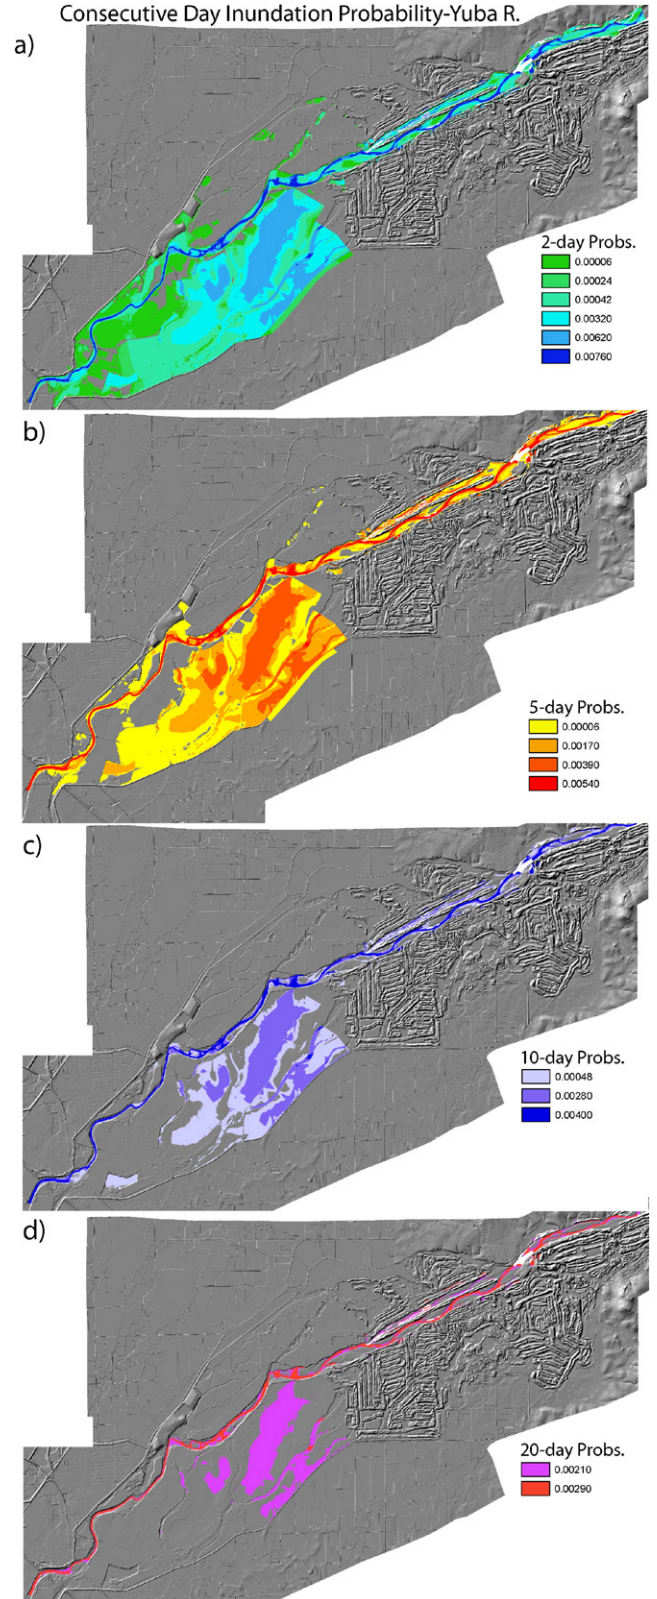 Consecutive Day Inundation Probability-Yuba R.
a)
2-day Probs.
0.00006
0.00024
0.00042
0.00320
0.00620
0.00760
b)
5-day Probs.
0.00006
0.00170
0.00390
0.00540
c)
10-day Probs.
0.00048
0.00280
0.00400
d)
20-day Probs.
0.00210
0.00290